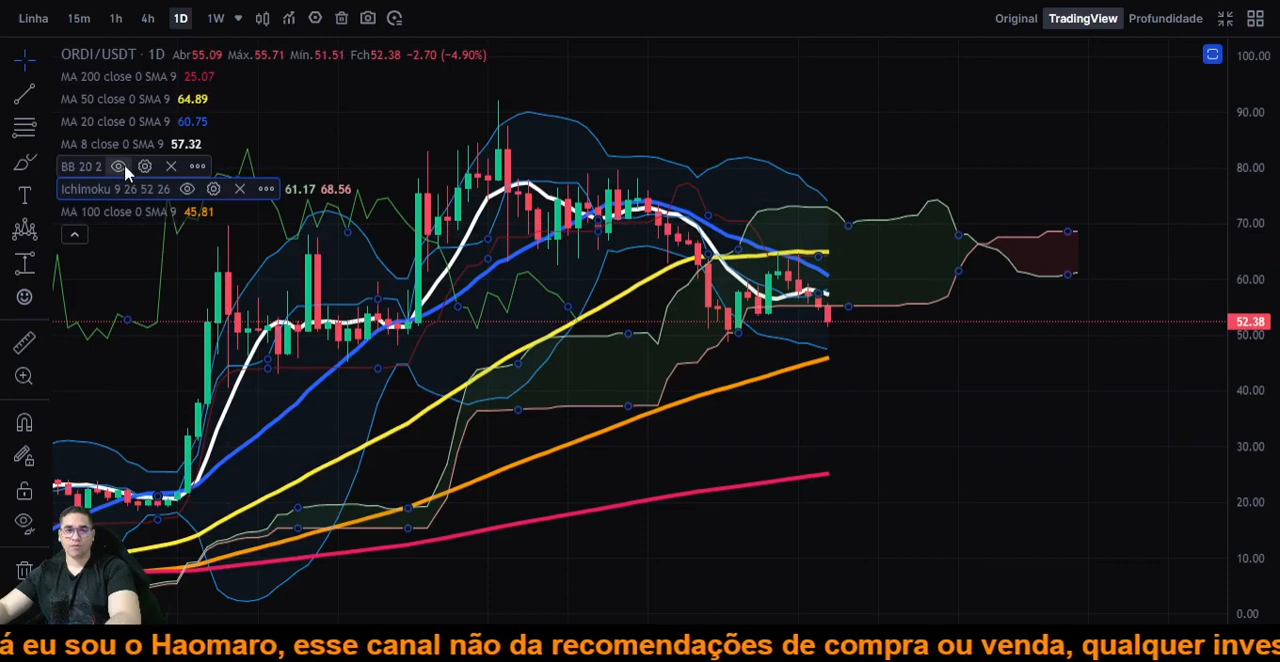 Linha 15m 1h 4h 1D 1W Original TradingView Profundidade
ORDI/USDT · 1D Abr55.09 Máx.55.71 Mín.51.51 Fch52.38 −2.70 (−4.90%)
MA 200 close 0 SMA 9 25.07
MA 50 close 0 SMA 9 64.89
MA 20 close 0 SMA 9 60.75
MA 8 close 0 SMA 9 57.32
BB 20 2
Ichimoku 9 26 52 26 61.17 68.56
MA 100 close 0 SMA 9 45.81
100.00
90.00
80.00
70.00
60.00
52.38
50.00
40.00
30.00
20.00
10.00
0.00
á eu sou o Haomaro, esse canal não da recomendações de compra ou venda, qualquer inves